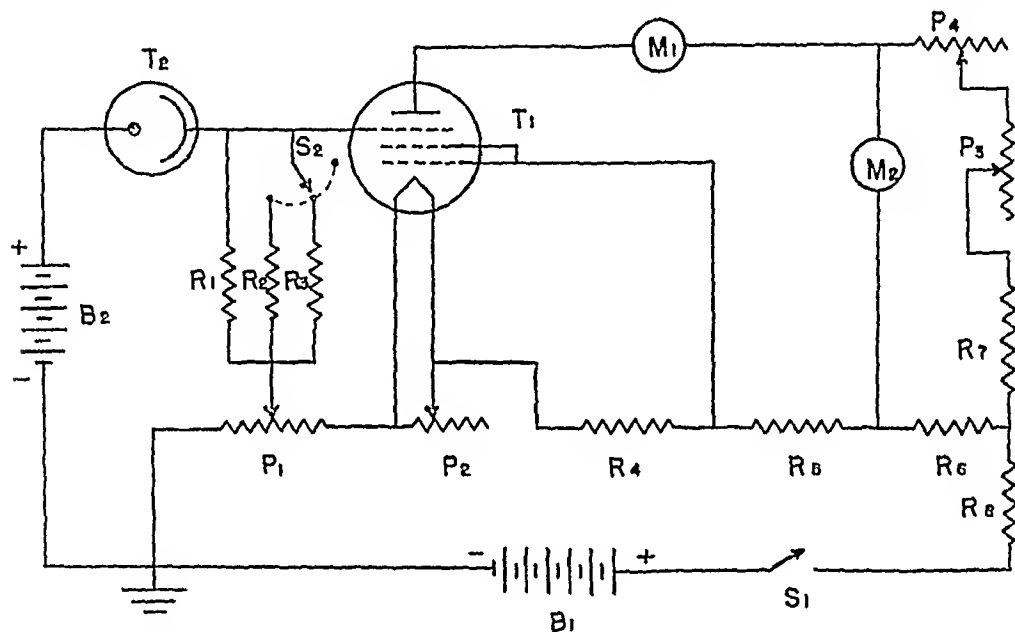 P4
M1
T2
T1
S2
P3
M2
+
R1
R2
R3
B2
-
R7
P1
P2
R4
R5
R6
R8
-
+
B1
S1